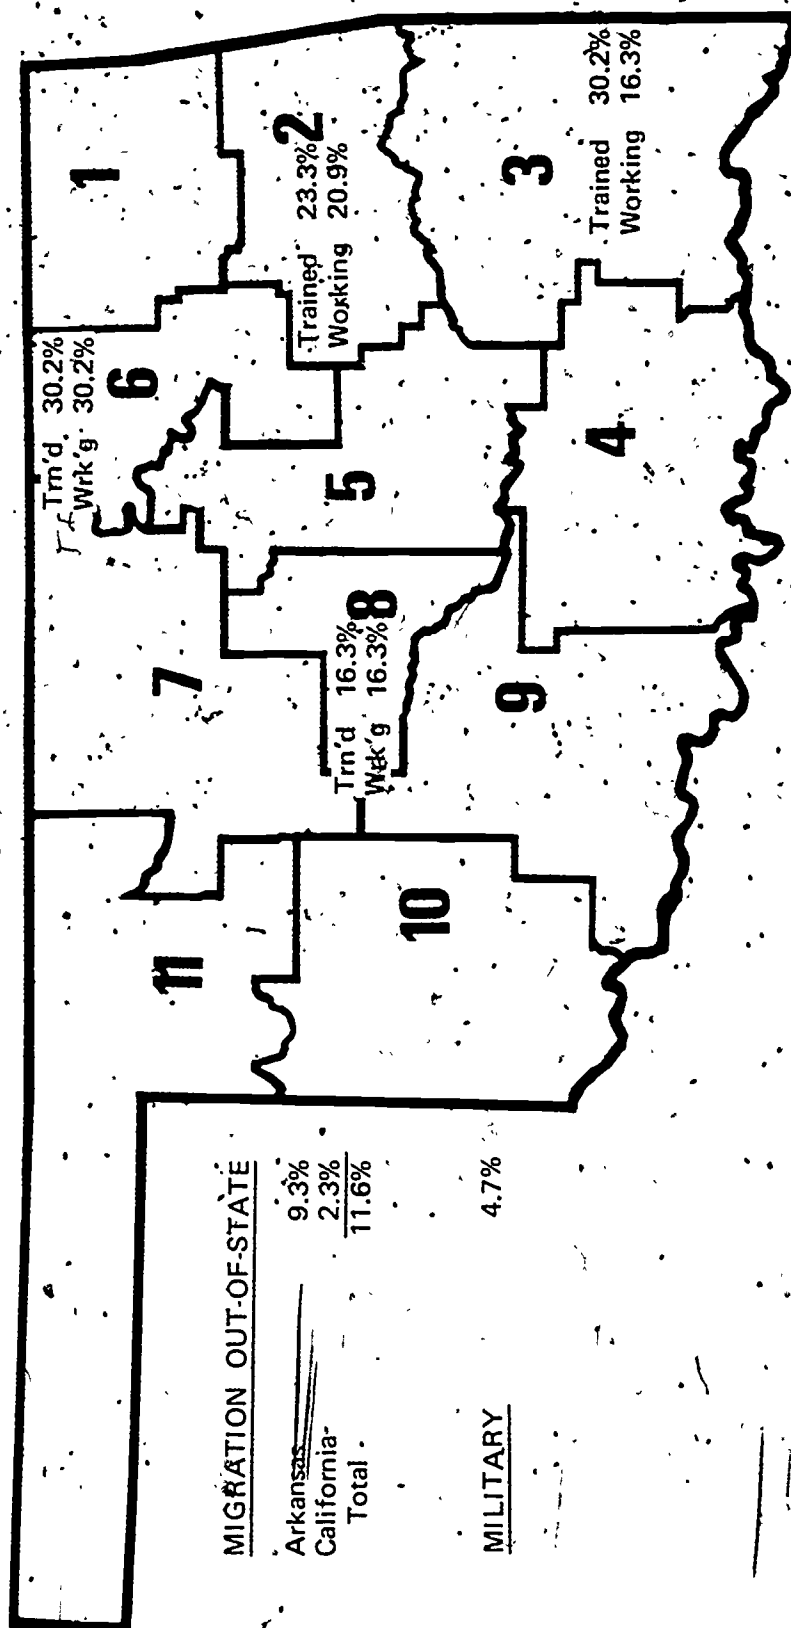 1
Trn'd. 30.2%
Wrk'g. 30.2%
6
2
Trained 23.3%
Woxking 20.9%
7
11
5
8
Trn'd 16.3%
Wrk'g 16.3%
3
Trained 30.2%
Working 16.3%
10
9
4
MIGRATION OUT-OF-STATE
Arkansas 9.3%
California 2.3%
Total 11.6%
MILITARY 4.7%